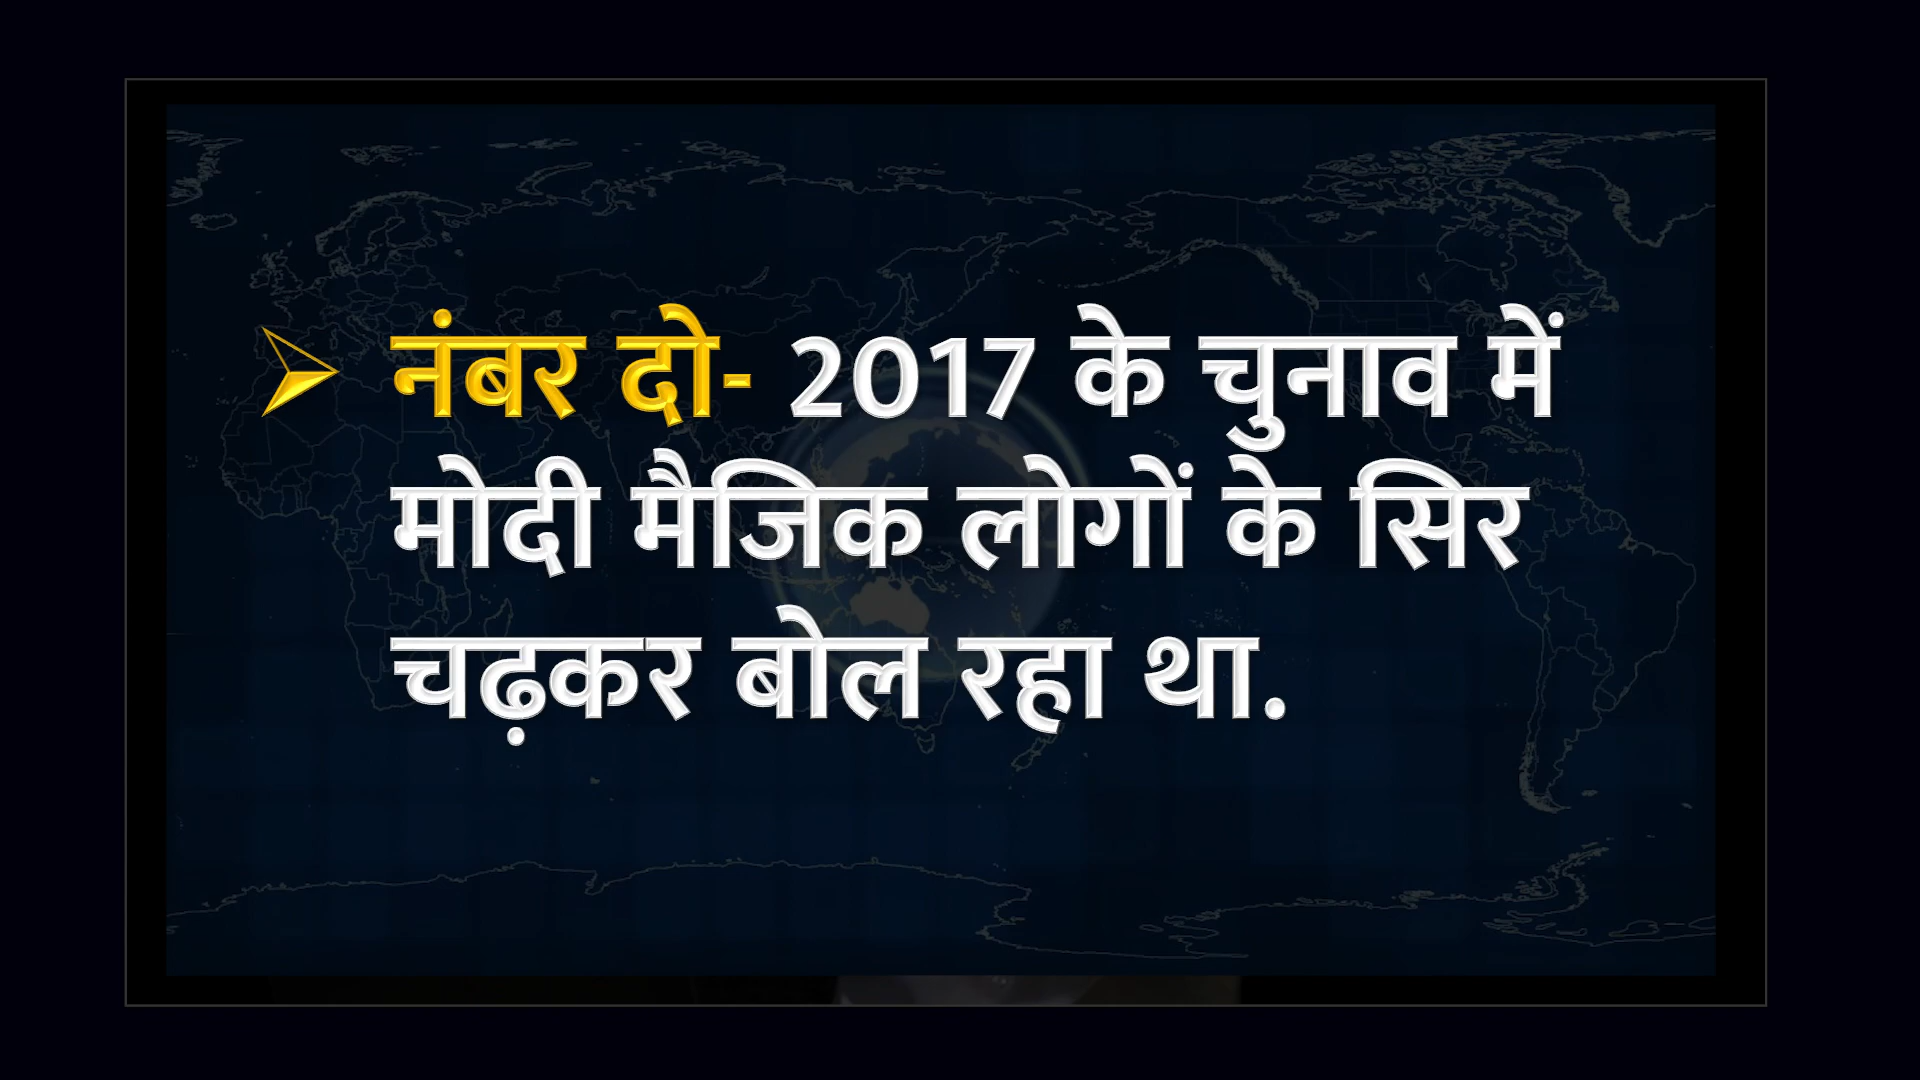 नंबर दो- 2017 के चुनाव में
मोदी मैजिक लोगों के सिर
चढ़कर बोल रहा था.